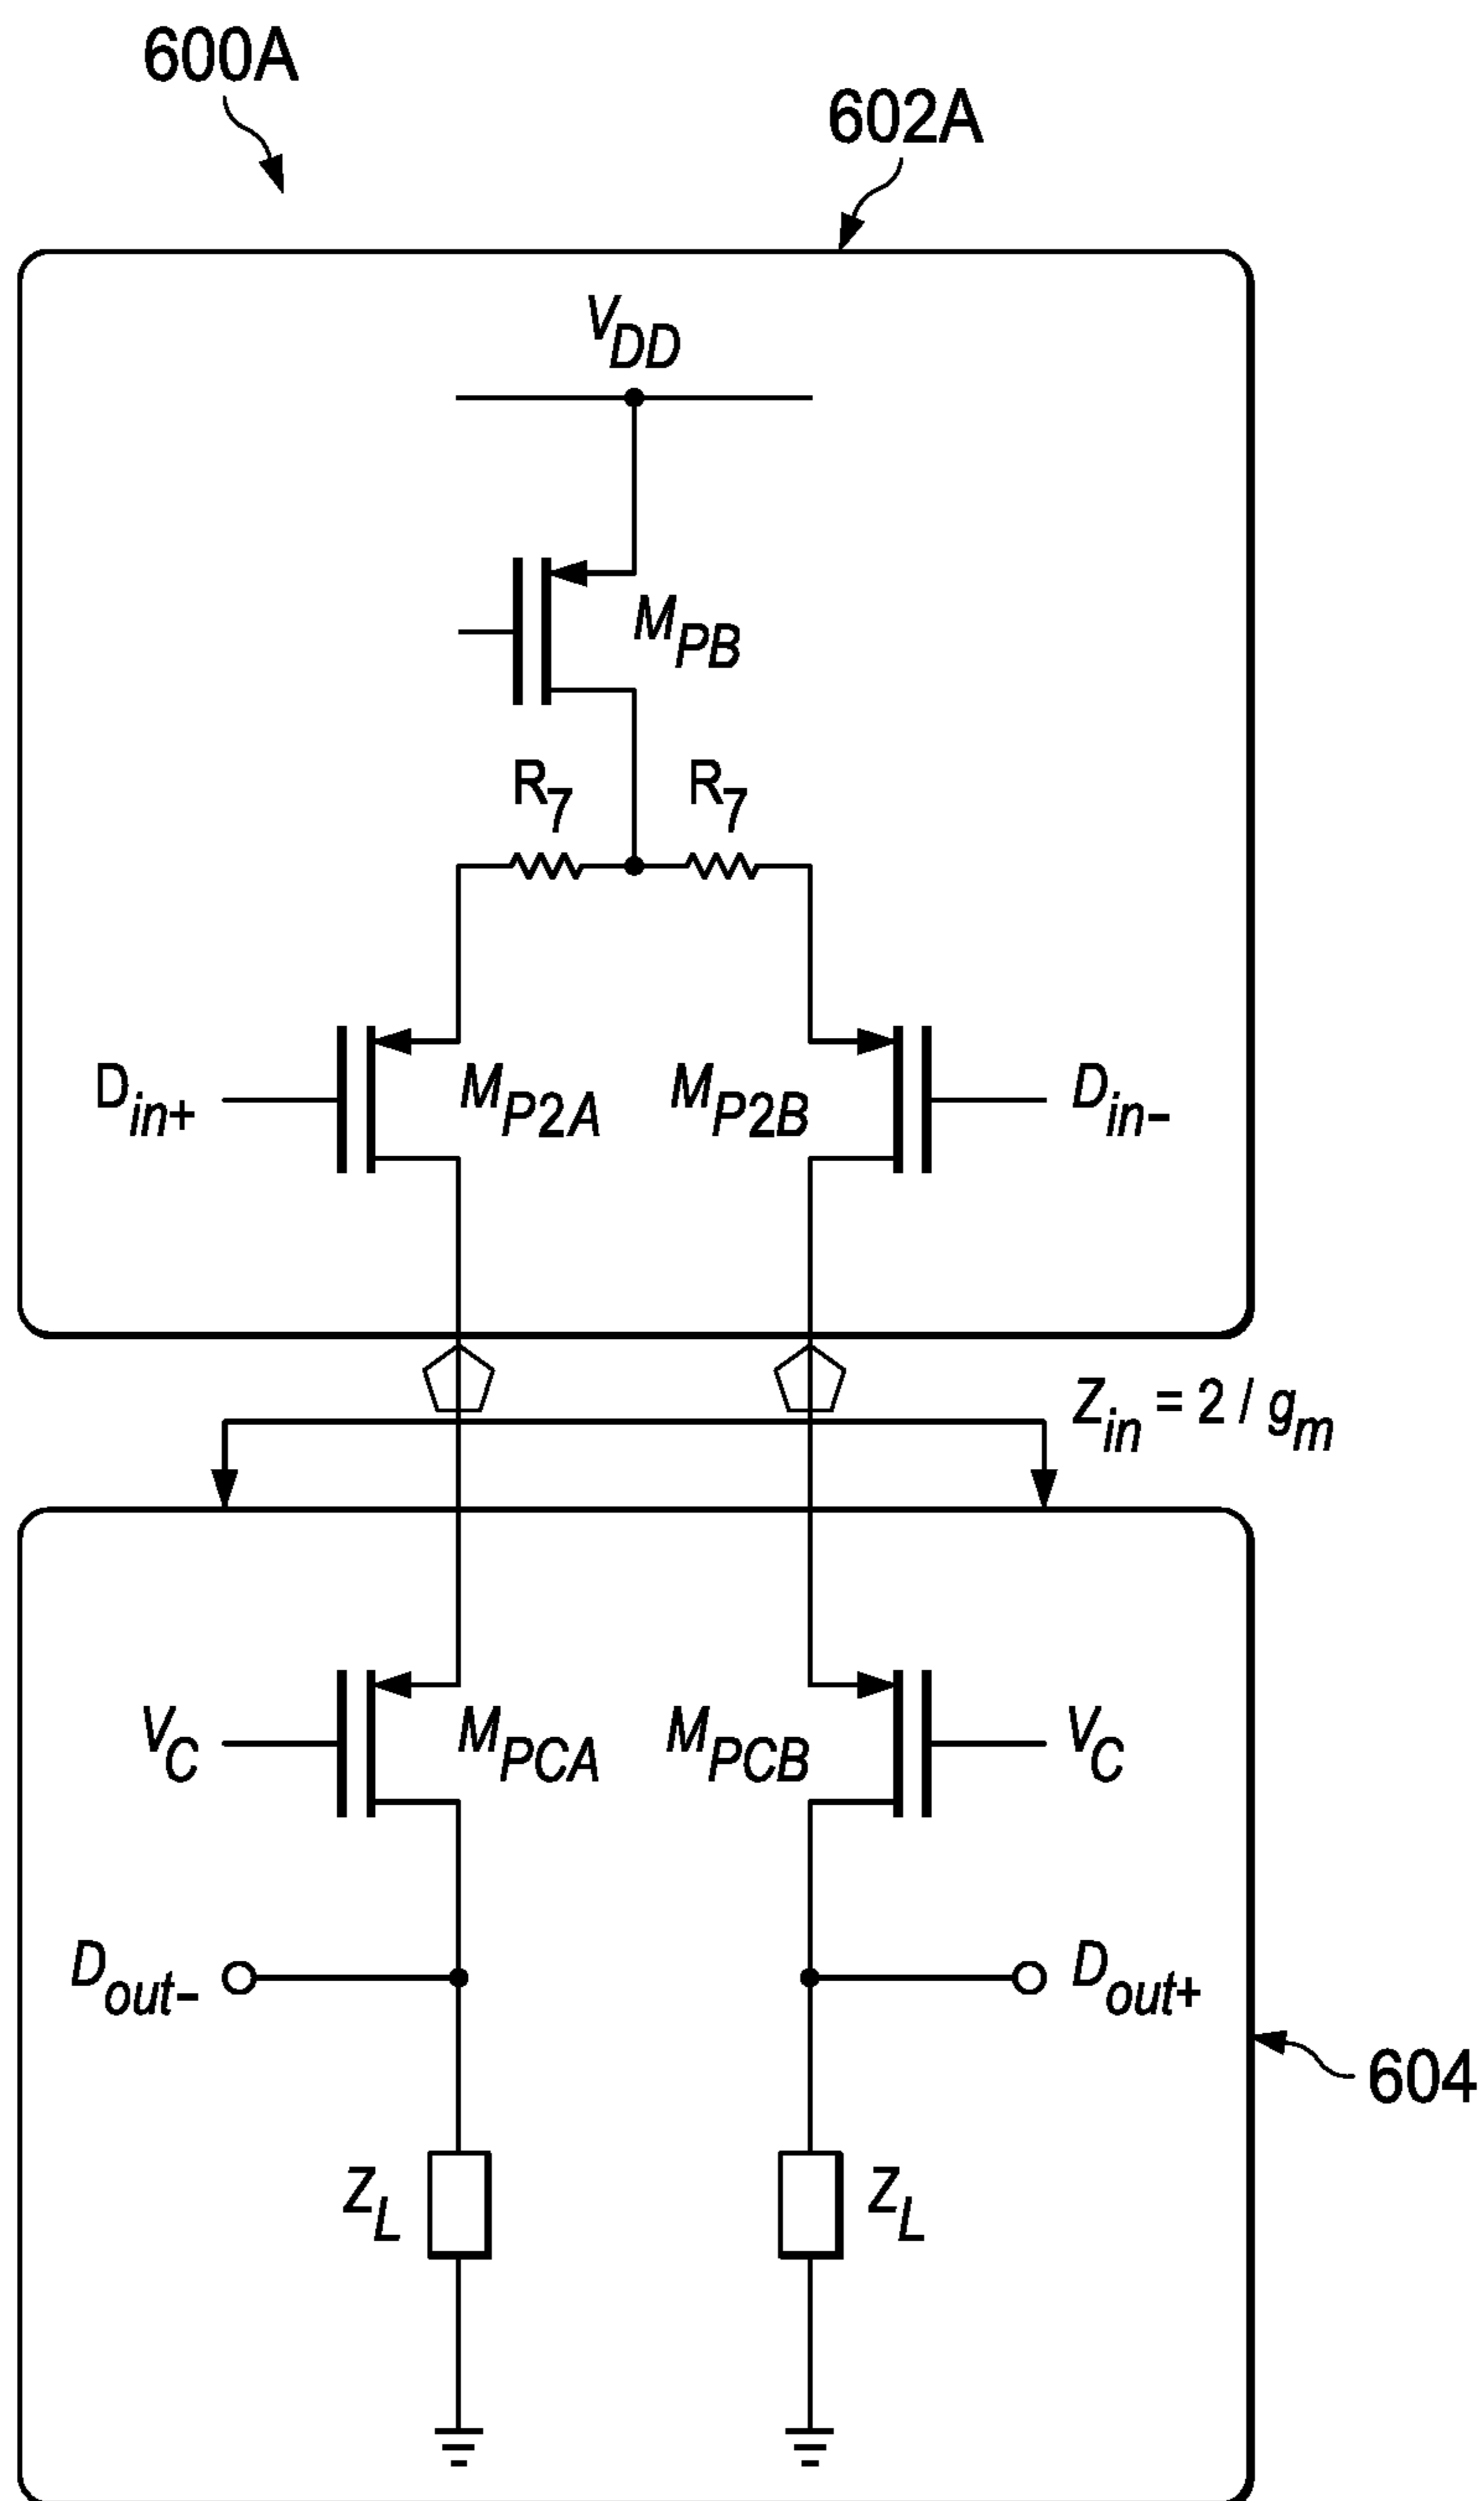 600A
602A
VDD
MPB
R7 R7
Din+ MP2A MP2B Din-
Zin = 2 / gm
VC MPCA MPCB VC
Dout- Dout+
604
ZL ZL